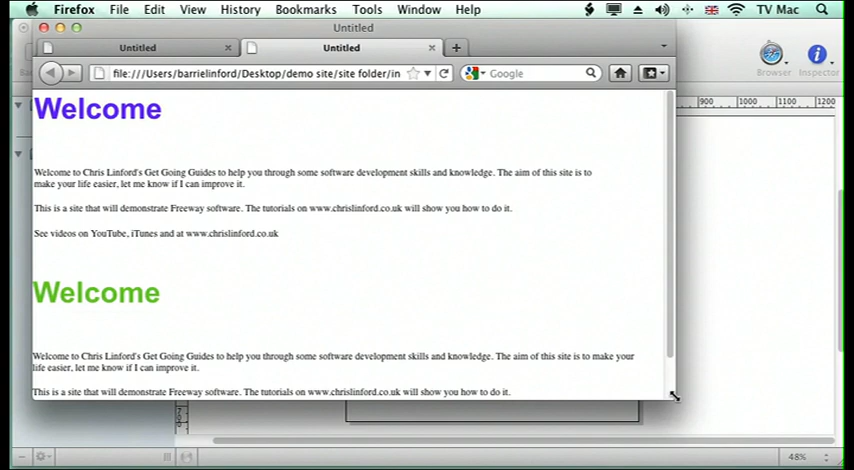 Firefox File Edit View History Bookmarks Tools Window Help TV Mac
Untitled
Untitled Untitled
file:///Users/barrielinford/Desktop/demo site/site folder/in Google
Browser Inspector
900 1000 1100 1200
Welcome
Welcome to Chris Linford's Get Going Guides to help you through some software development skills and knowledge. The aim of this site is to
make your life easier, let me know if I can improve it.
This is a site that will demonstrate Freeway software. The tutorials on www.chrislinford.co.uk will show you how to do it.
See videos on YouTube, iTunes and at www.chrislinford.co.uk
Welcome
Welcome to Chris Linford's Get Going Guides to help you through some software development skills and knowledge. The aim of this site is to make your
life easier, let me know if I can improve it.
This is a site that will demonstrate Freeway software. The tutorials on www.chrislinford.co.uk will show you how to do it.
48%